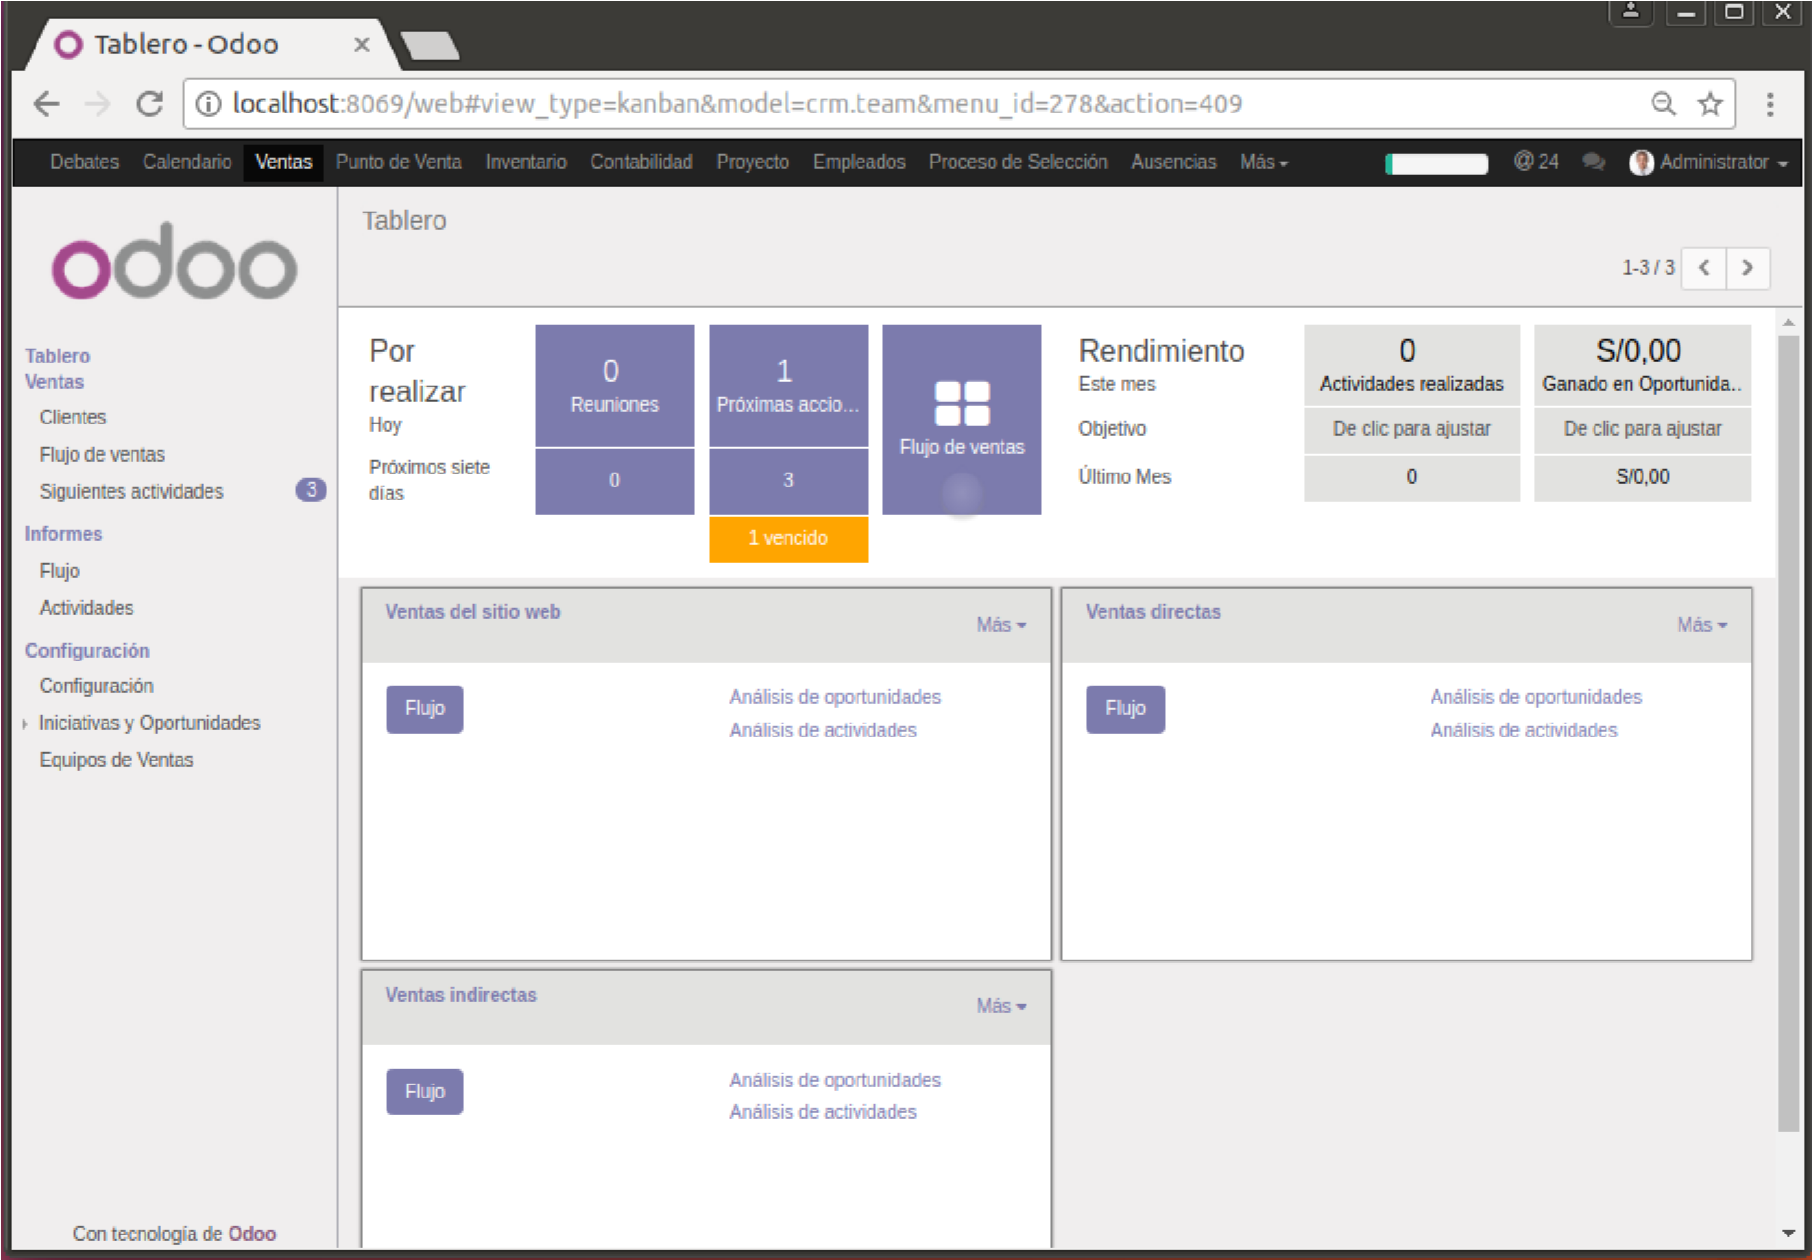 Tablero - Odoo
localhost:8069/web#view_type=kanban&model=crm.team&menu_id=278&action=409
Debates Calendario Ventas Punto de Venta Inventario Contabilidad Proyecto Empleados Proceso de Selección Ausencias Más @ 24 Administrator
odoo
Tablero
Ventas
Clientes
Flujo de ventas
Siguientes actividades 3
Informes
Flujo
Actividades
Configuración
Configuración
Iniciativas y Oportunidades
Equipos de Ventas
Con tecnología de Odoo
Tablero
1-3 / 3
Por
realizar
Hoy
Próximos siete
días
0
Reuniones
0
1
Próximas accio...
3
1 vencido
Flujo de ventas
Rendimiento
Este mes
Objetivo
Último Mes
0
Actividades realizadas
De clic para ajustar
0
S/0,00
Ganado en Oportunida..
De clic para ajustar
S/0,00
Ventas del sitio web
Más
Flujo
Análisis de oportunidades
Análisis de actividades
Ventas directas
Más
Flujo
Análisis de oportunidades
Análisis de actividades
Ventas indirectas
Más
Flujo
Análisis de oportunidades
Análisis de actividades